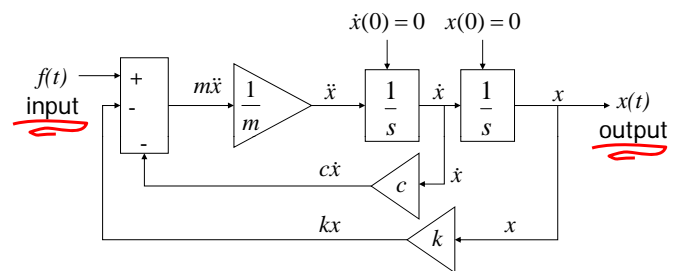 ẋ(0) = 0
x(0) = 0
f(t)
input
+
-
-
mẍ
1/m
ẍ
1/s
ẋ
1/s
x
x(t)
output
cẋ
c
ẋ
kx
k
x